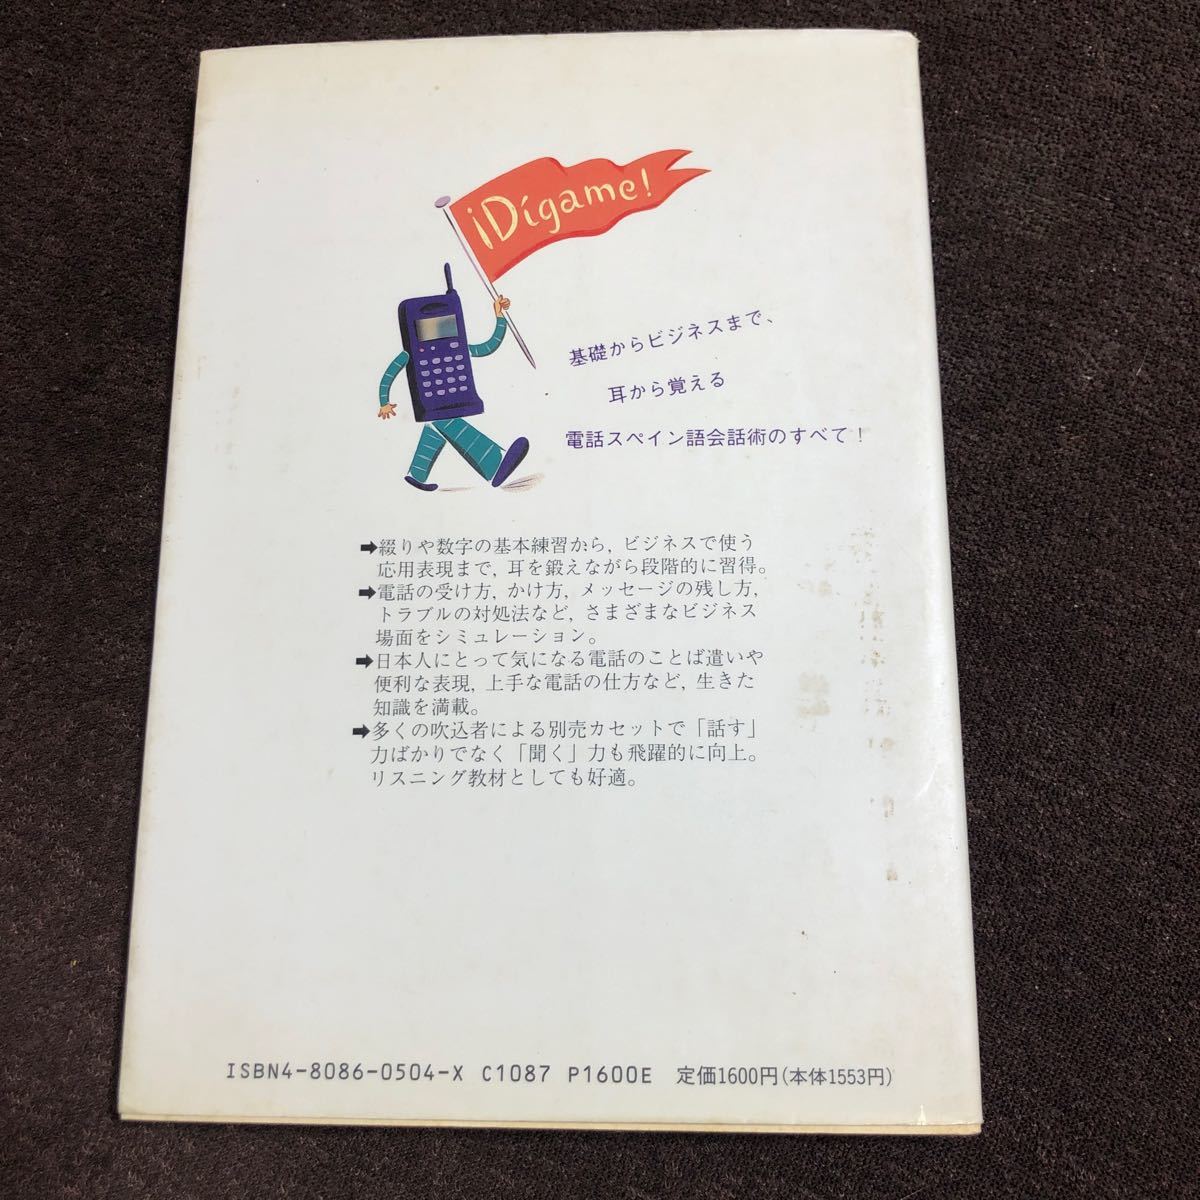 ¡Dígame!
基礎からビジネスまで、
耳から覚える
電話スペイン語会話術のすべて!
➡綴りや数字の基本練習から, ビジネスで使う
応用表現まで, 耳を鍛えながら段階的に習得。
➡電話の受け方, かけ方, メッセージの残し方,
トラブルの対処法など, さまざまなビジネス
場面をシミュレーション。
➡日本人にとって気になる電話のことば遣いや
便利な表現, 上手な電話の仕方など, 生きた
知識を満載。
➡多くの吹込者による別売カセットで「話す」
力ばかりでなく「聞く」力も飛躍的に向上。
リスニング教材としても好適。
ISBN4-8086-0504-X C1087 P1600E 定価1600円(本体1553円)